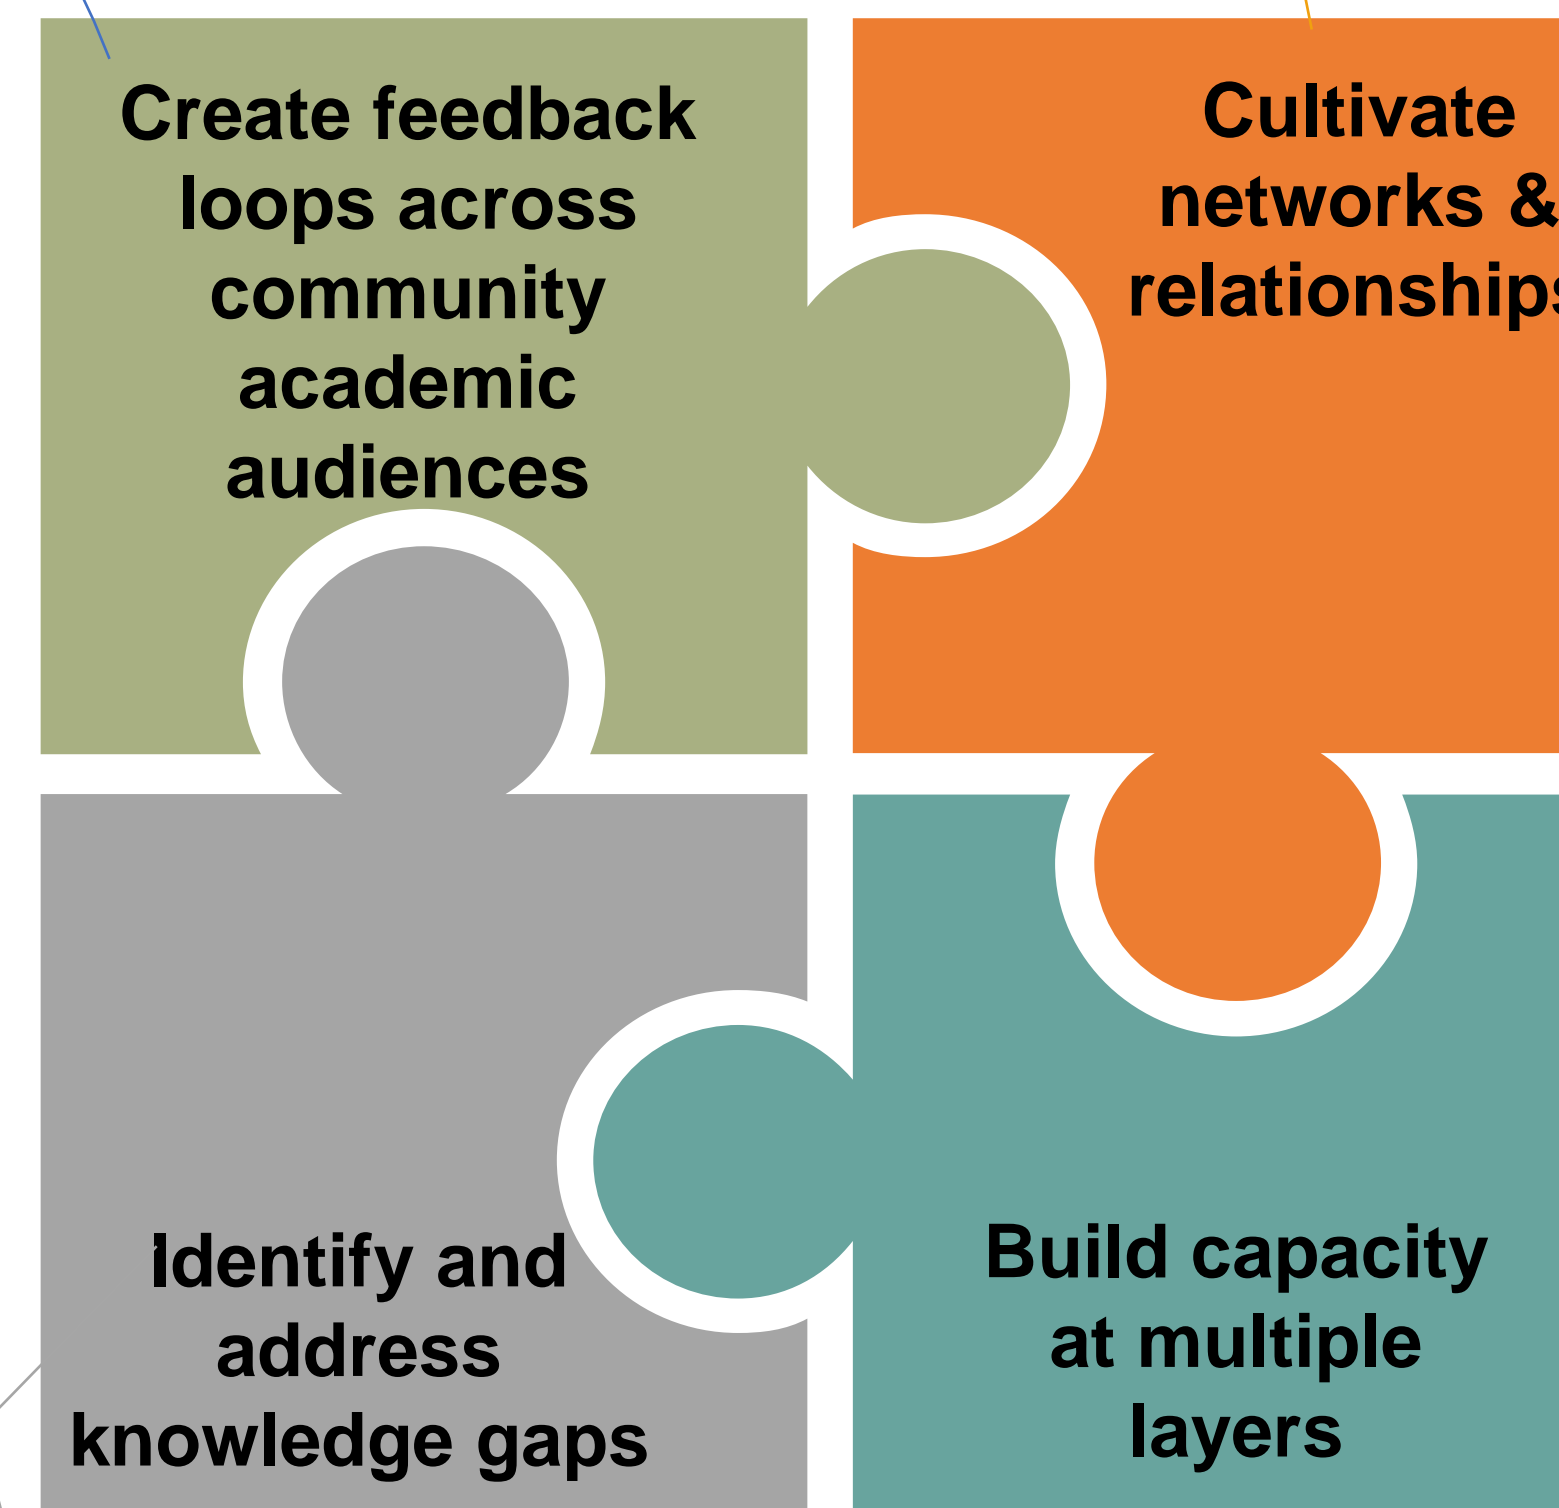 Create feedback
loops across
community
academic
audiences
Cultivate
networks &
relationships
Identify and
address
knowledge gaps
Build capacity
at multiple
layers